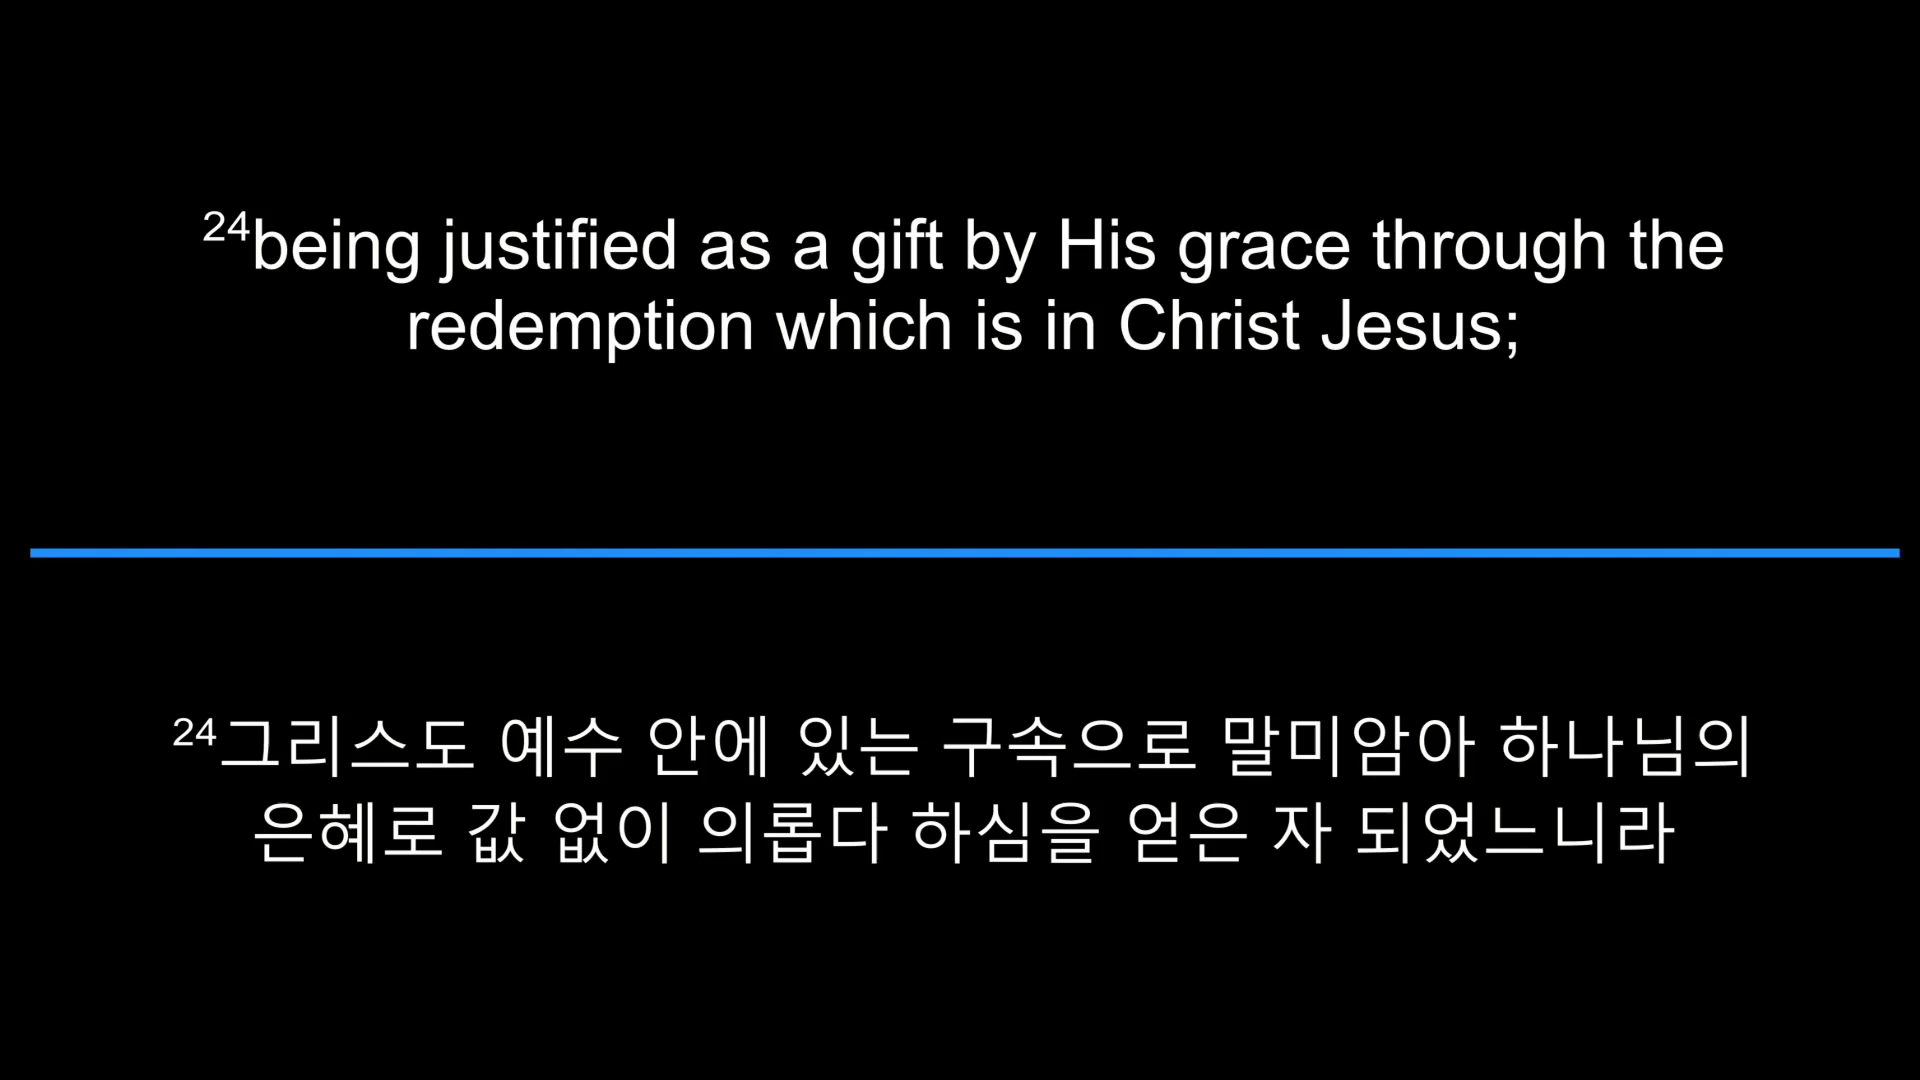 ²⁴being justified as a gift by His grace through the
redemption which is in Christ Jesus;
²⁴그리스도 예수 안에 있는 구속으로 말미암아 하나님의
은혜로 값 없이 의롭다 하심을 얻은 자 되었느니라